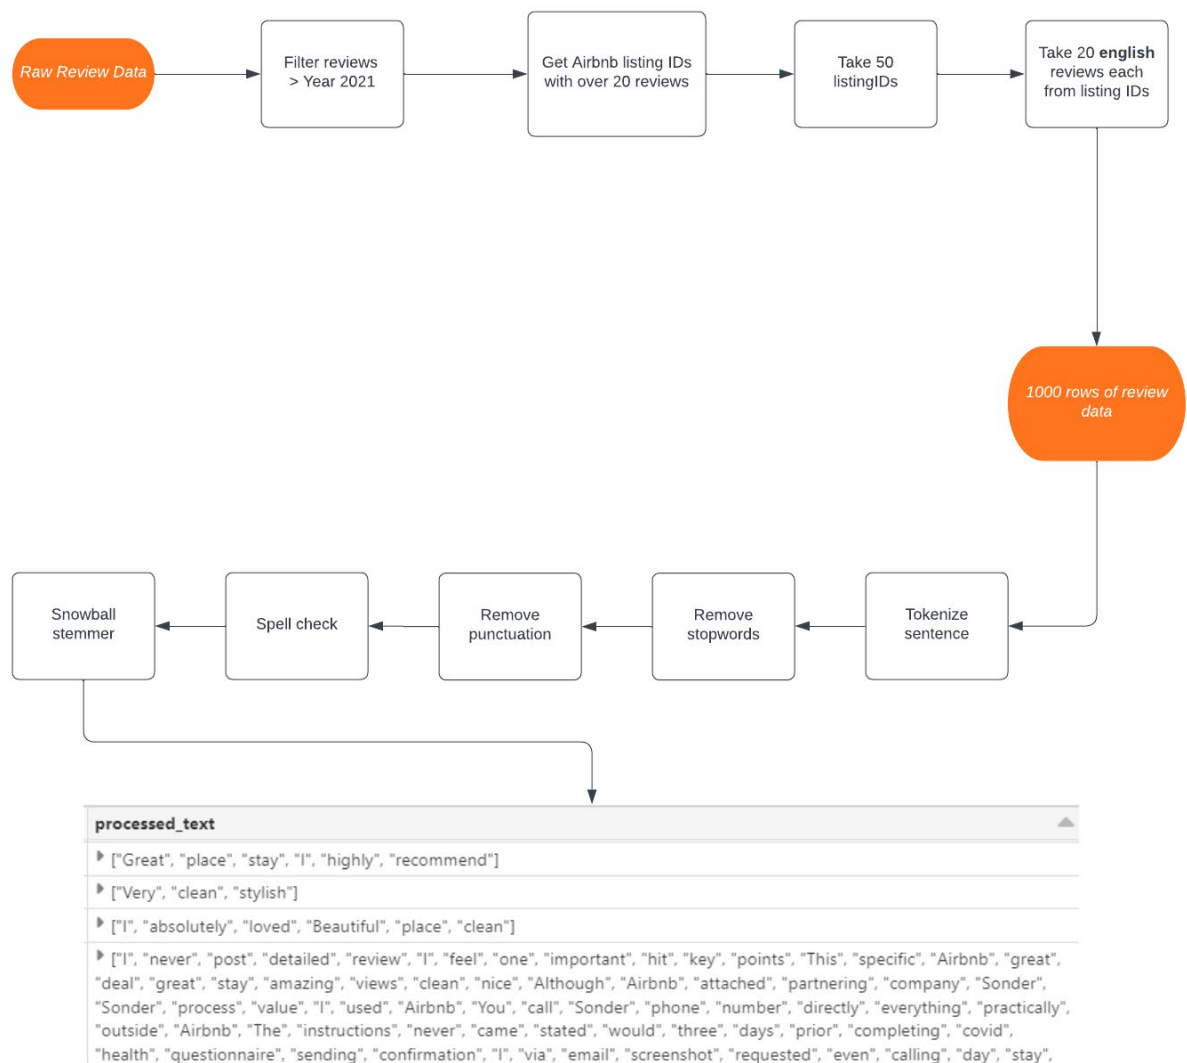 Raw Review Data
Filter reviews
> Year 2021
Get Airbnb listing IDs
with over 20 reviews
Take 50
listingIDs
Take 20 english
reviews each
from listing IDs
1000 rows of review
data
Tokenize
sentence
Remove
stopwords
Remove
punctuation
Spell check
Snowball
stemmer
processed_text
["Great", "place", "stay", "I", "highly", "recommend"]
["Very", "clean", "stylish"]
["I", "absolutely", "loved", "Beautiful", "place", "clean"]
["I", "never", "post", "detailed", "review", "I", "feel", "one", "important", "hit", "key", "points", "This", "specific", "Airbnb", "great",
"deal", "great", "stay", "amazing", "views", "clean", "nice", "Although", "Airbnb", "attached", "partnering", "company", "Sonder",
"Sonder", "process", "value", "I", "used", "Airbnb", "You", "call", "Sonder", "phone", "number", "directly", "everything", "practically",
"outside", "Airbnb", "The", "instructions", "never", "came", "stated", "would", "three", "days", "prior", "completing", "covid",
"health", "questionnaire", "sending", "confirmation", "I", "via", "email", "screenshot", "requested", "even", "calling", "day", "stay",